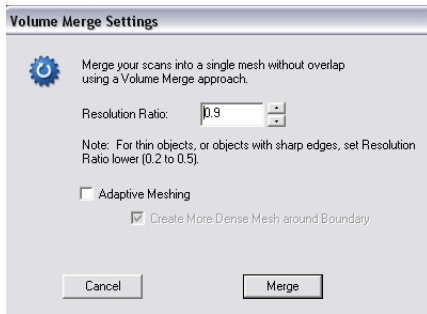 Volume Merge Settings
Merge your scans into a single mesh without overlap
using a Volume Merge approach.
Resolution Ratio: 0.9
Note: For thin objects, or objects with sharp edges, set Resolution
Ratio lower (0.2 to 0.5).
Adaptive Meshing
Create More Dense Mesh around Boundary
Cancel Merge